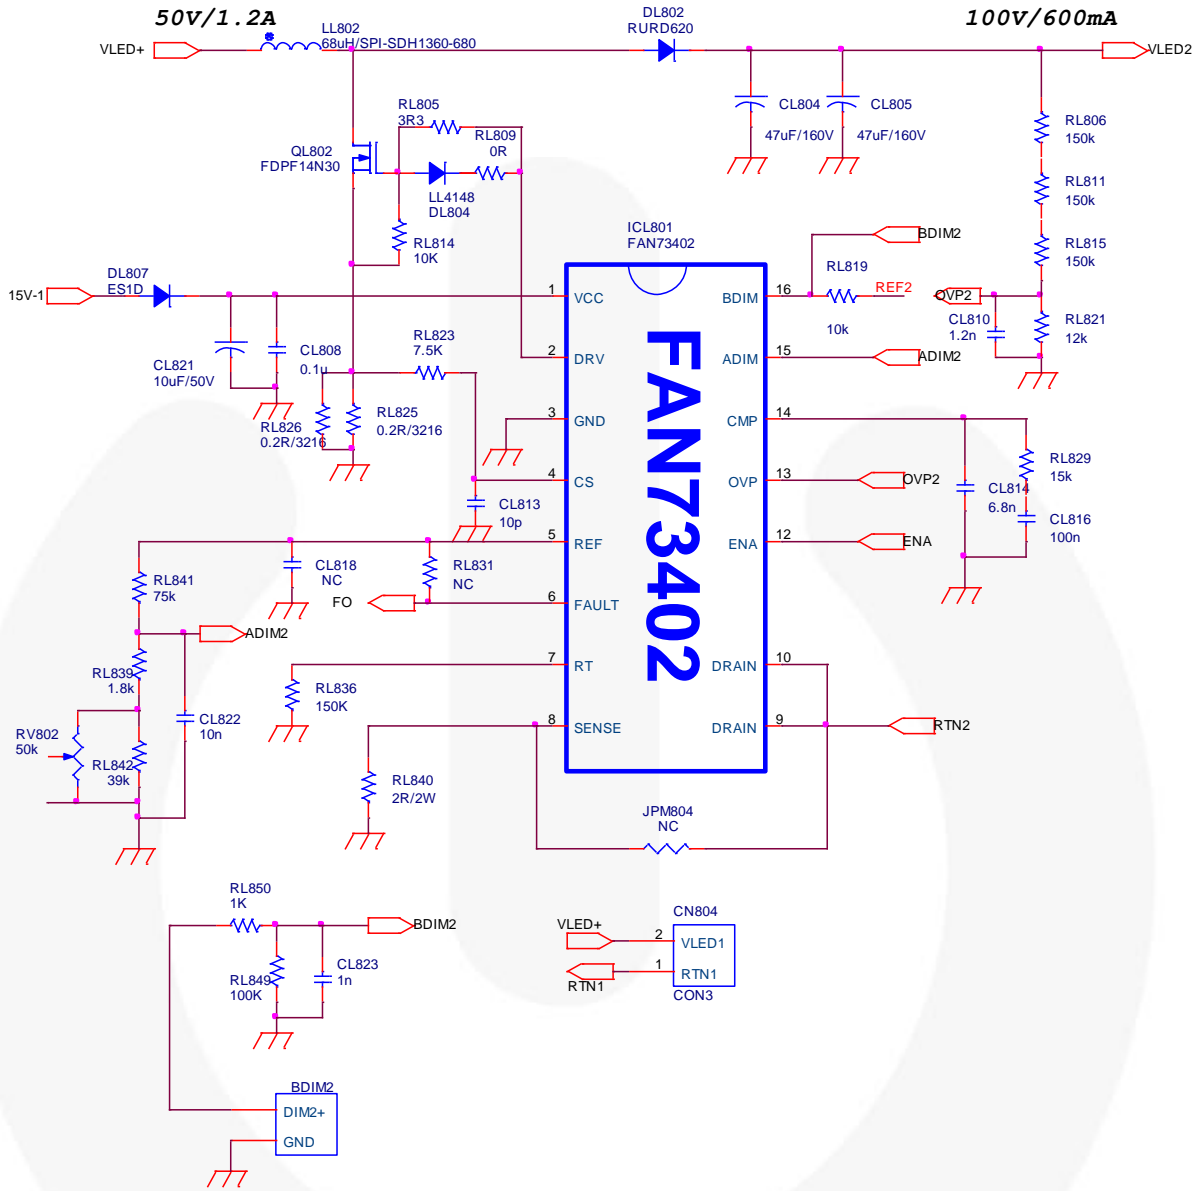 50V/1.2A
100V/600mA
LL802
68uH/SPI-SDH1360-680
DL802
RURD620
VLED+
VLED2
RL805
3R3
RL809
0R
QL802
FDPF14N30
LL4148
DL804
RL814
10K
CL804
47uF/160V
CL805
47uF/160V
RL806
150k
RL811
150k
RL815
150k
RL821
12k
ICL801
FAN73402
BDIM2
RL819
10k
REF2
OVP2
CL810
1.2n
15V-1
DL807
ES1D
CL821
10uF/50V
CL808
0.1u
RL823
7.5K
RL826
0.2R/3216
RL825
0.2R/3216
CL813
10p
1 VCC
2 DRV
3 GND
4 CS
5 REF
6 FAULT
7 RT
8 SENSE
FAN73402
BDIM 16
ADIM 15
CMP 14
OVP 13
ENA 12
DRAIN 10
DRAIN 9
ADIM2
OVP2
ENA
RTN2
RL829
15k
CL814
6.8n
CL816
100n
RL841
75k
CL818
NC
RL831
NC
FO
ADIM2
RL839
1.8k
CL822
10n
RV802
50k
RL842
39k
RL836
150K
RL840
2R/2W
JPM804
NC
RL850
1K
BDIM2
RL849
100K
CL823
1n
VLED+
RTN1
CN804
2 VLED1
1 RTN1
CON3
BDIM2
DIM2+
GND